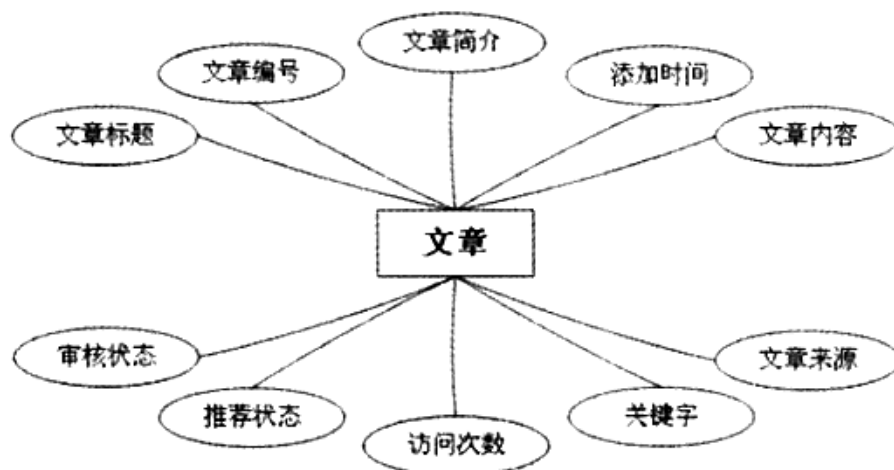 文章简介
文章编号
添加时间
文章标题
文章内容
文章
审核状态
文章来源
推荐状态
关键字
访问次数